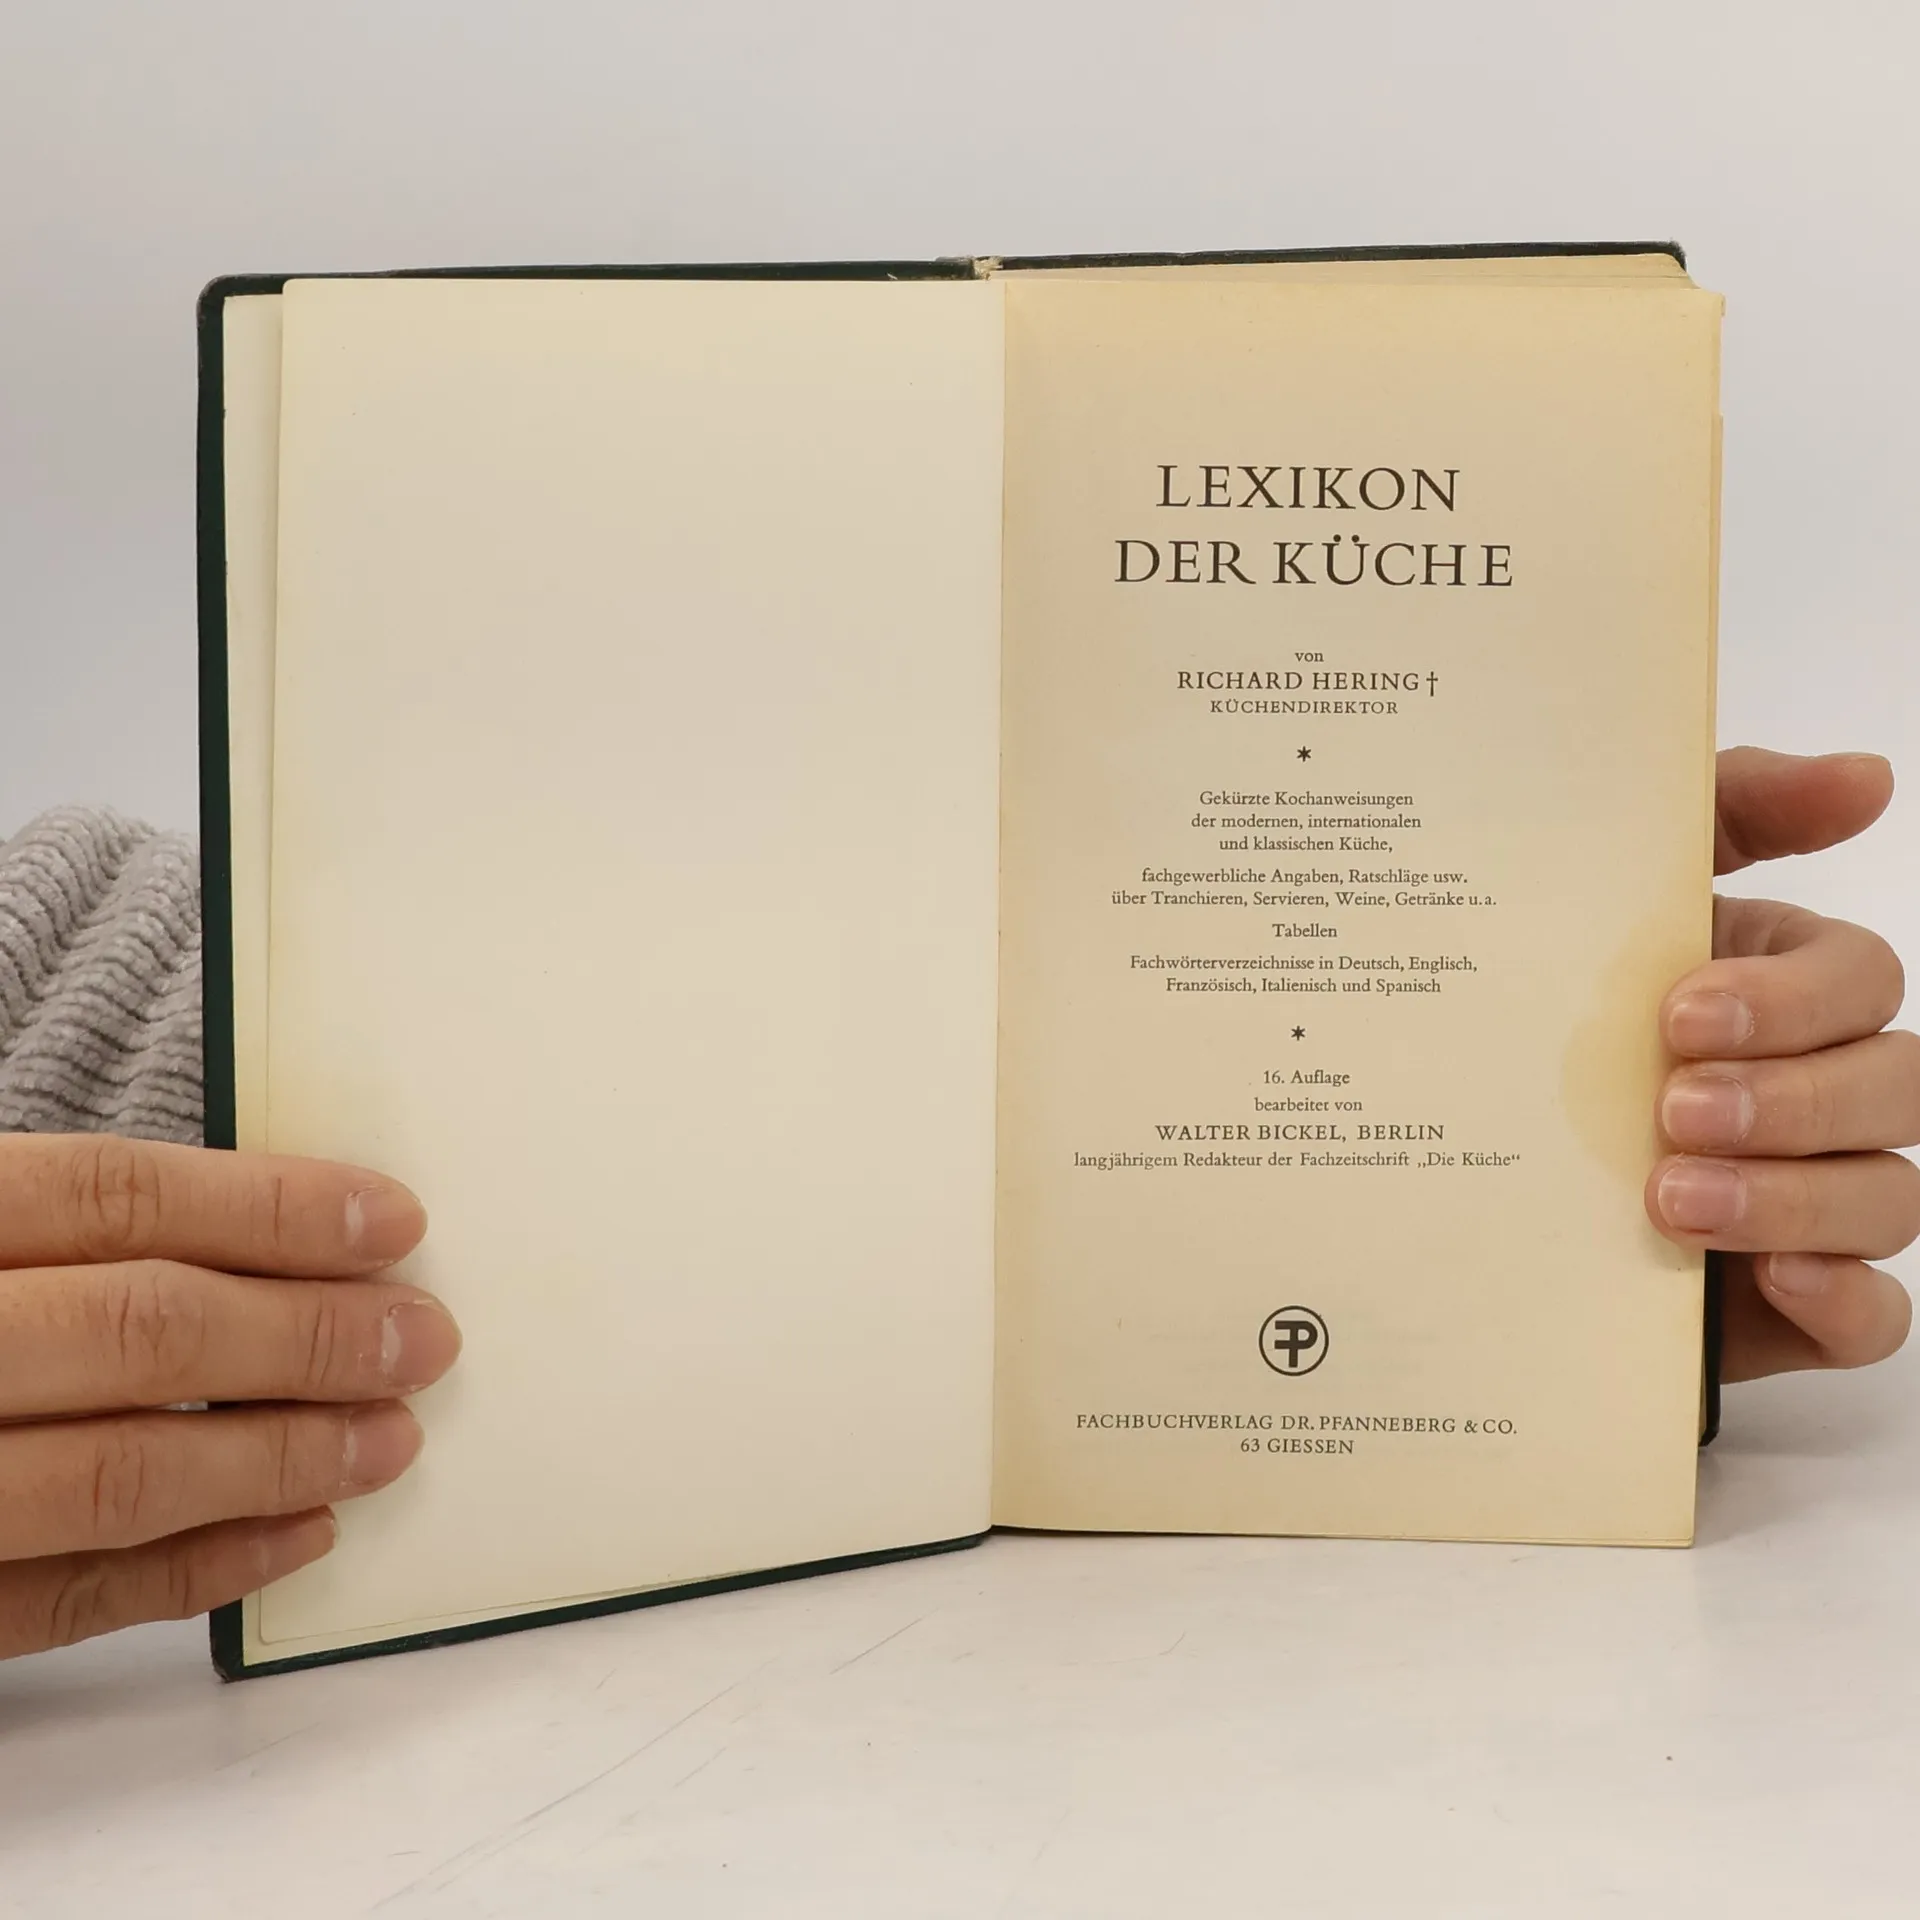 LEXIKON
DER KÜCHE
von
RICHARD HERING †
KÜCHENDIREKTOR
*
Gekürzte Kochanweisungen
der modernen, internationalen
und klassischen Küche,
fachgewerbliche Angaben, Ratschläge usw.
über Tranchieren, Servieren, Weine, Getränke u. a.
Tabellen
Fachwörterverzeichnisse in Deutsch, Englisch,
Französisch, Italienisch und Spanisch
*
16. Auflage
bearbeitet von
WALTER BICKEL, BERLIN
langjährigem Redakteur der Fachzeitschrift „Die Küche“
FP
FACHBUCHVERLAG DR. PFANNEBERG & CO.
63 GIESSEN